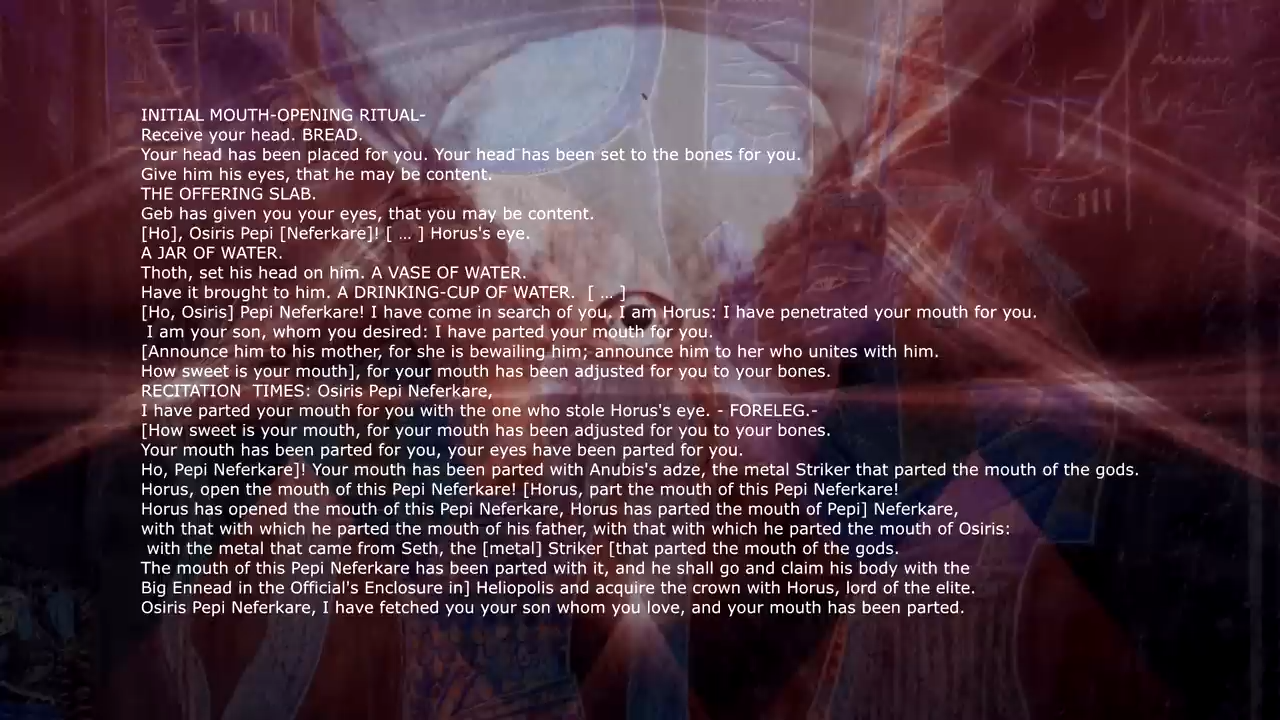 INITIAL MOUTH-OPENING RITUAL-
Receive your head. BREAD.
Your head has been placed for you. Your head has been set to the bones for you.
Give him his eyes, that he may be content.
THE OFFERING SLAB.
Geb has given you your eyes, that you may be content.
[Ho], Osiris Pepi [Neferkare]! [ … ] Horus's eye.
A JAR OF WATER.
Thoth, set his head on him. A VASE OF WATER.
Have it brought to him. A DRINKING-CUP OF WATER.  [ … ]
[Ho, Osiris] Pepi Neferkare! I have come in search of you. I am Horus: I have penetrated your mouth for you.
I am your son, whom you desired: I have parted your mouth for you.
[Announce him to his mother, for she is bewailing him; announce him to her who unites with him.
How sweet is your mouth], for your mouth has been adjusted for you to your bones.
RECITATION  TIMES: Osiris Pepi Neferkare,
I have parted your mouth for you with the one who stole Horus's eye. - FORELEG.-
[How sweet is your mouth, for your mouth has been adjusted for you to your bones.
Your mouth has been parted for you, your eyes have been parted for you.
Ho, Pepi Neferkare]! Your mouth has been parted with Anubis's adze, the metal Striker that parted the mouth of the gods.
Horus, open the mouth of this Pepi Neferkare! [Horus, part the mouth of this Pepi Neferkare!
Horus has opened the mouth of this Pepi Neferkare, Horus has parted the mouth of Pepi] Neferkare,
with that with which he parted the mouth of his father, with that with which he parted the mouth of Osiris:
with the metal that came from Seth, the [metal] Striker [that parted the mouth of the gods.
The mouth of this Pepi Neferkare has been parted with it, and he shall go and claim his body with the
Big Ennead in the Official's Enclosure in] Heliopolis and acquire the crown with Horus, lord of the elite.
Osiris Pepi Neferkare, I have fetched you your son whom you love, and your mouth has been parted.